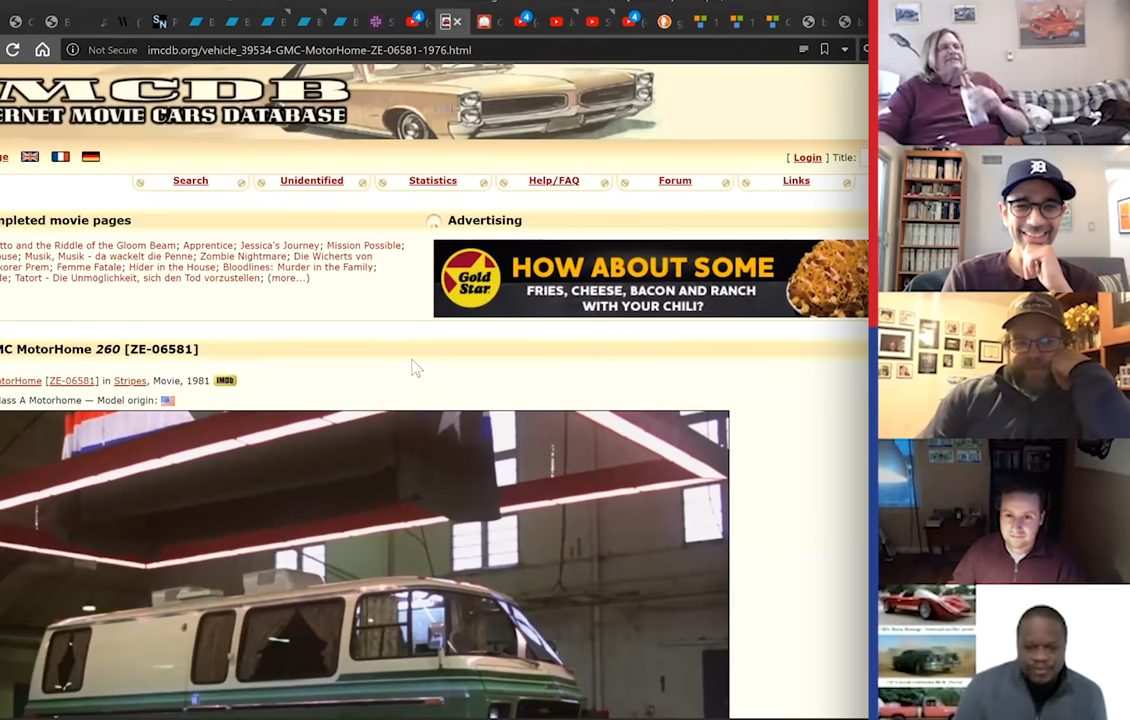 Not Secure imcdb.org/vehicle_39534-GMC-MotorHome-ZE-06581-1976.html
MCDB
ERNET MOVIE CARS DATABASE
ge
[ Login ] Title:
Search Unidentified Statistics Help/FAQ Forum Links
mpleted movie pages
Advertising
tto and the Riddle of the Gloom Beam; Apprentice; Jessica's Journey; Mission Possible;
ouse; Musik, Musik - da wackelt die Penne; Zombie Nightmare; Die Wicherts von
korer Prem; Femme Fatale; Hider in the House; Bloodlines: Murder in the Family;
de; Tatort - Die Unmöglichkeit, sich den Tod vorzustellen; (more...)
Gold
Star
HOW ABOUT SOME
FRIES, CHEESE, BACON AND RANCH
WITH YOUR CHILI?
MC MotorHome 260 [ZE-06581]
otorHome [ZE-06581] in Stripes, Movie, 1981 IMDb
lass A Motorhome — Model origin:
D